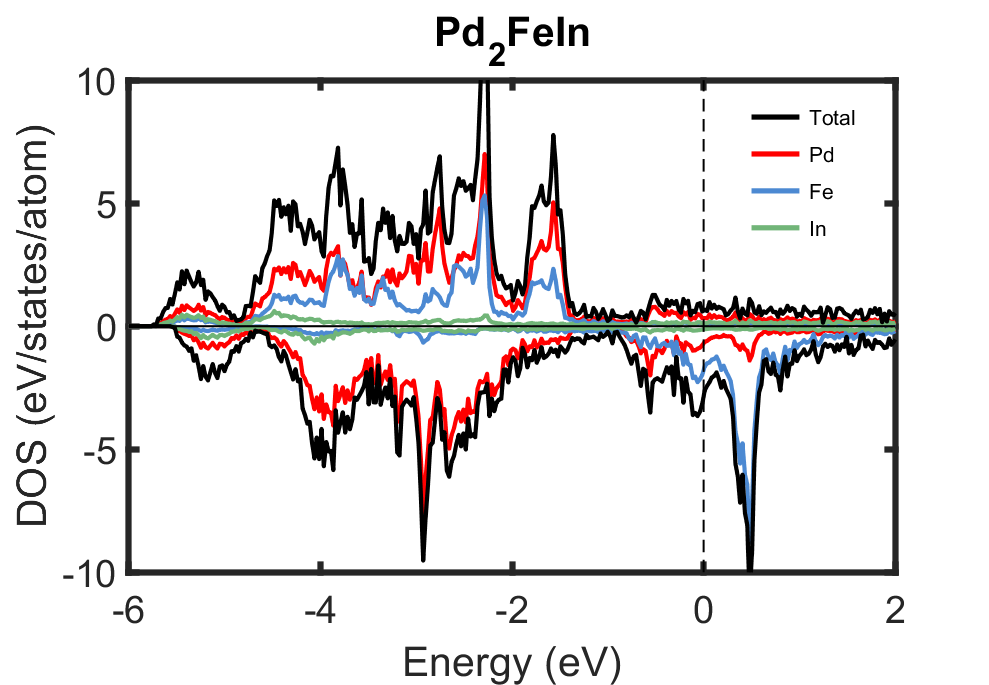 Pd2FeIn
DOS (eV/states/atom)
10
5
0
-5
-10
Total
Pd
Fe
In
-6
-4
-2
0
2
Energy (eV)